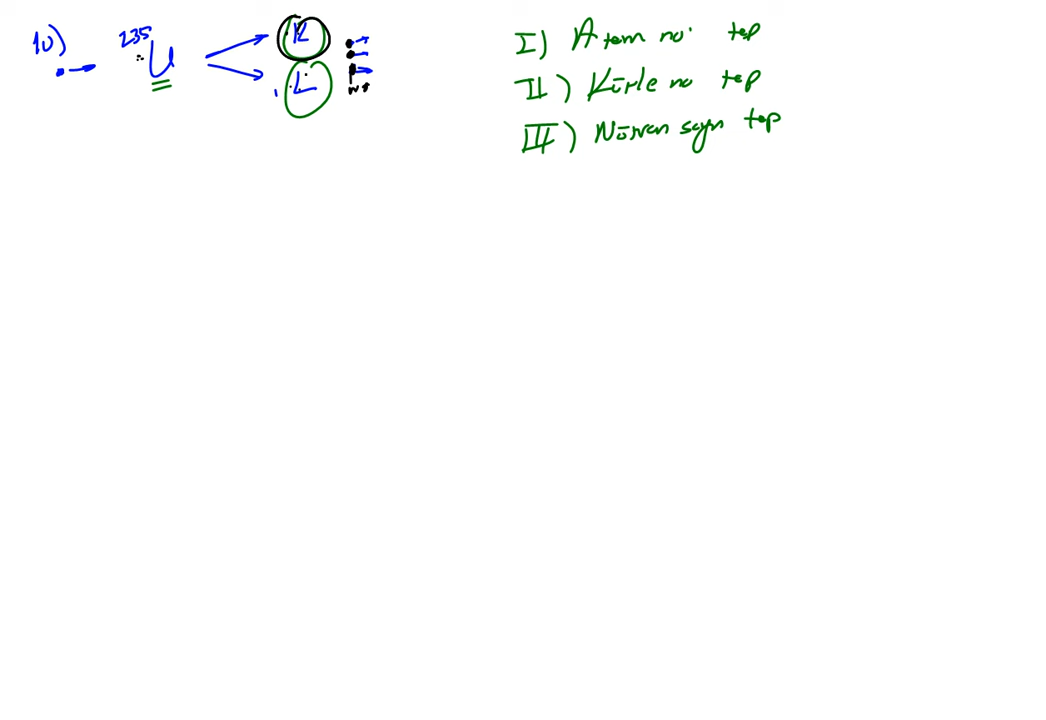 10) 235 U K
L
I) Atom no top
II) Kütle no top
III) Nötron sayı top